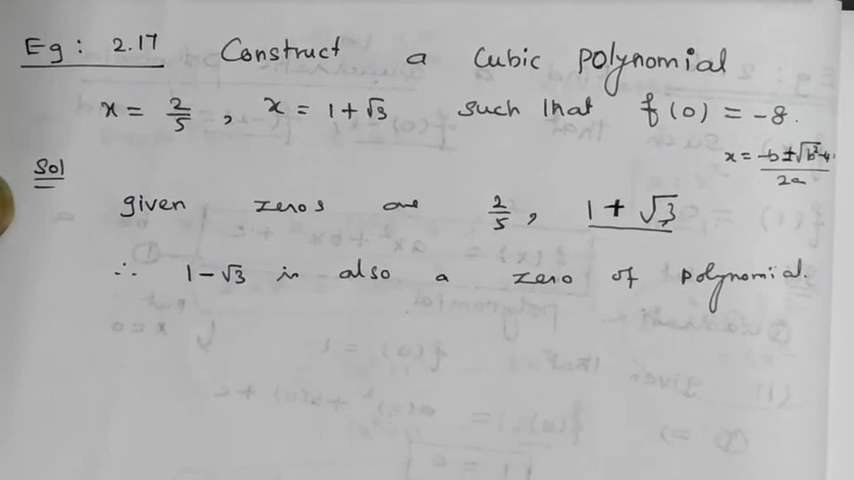 Eg: 2.17 Construct a Cubic polynomial
x = 2/5, x = 1+√3 such that f(0) = -8.
x = -b±√b²-4
2a
Sol
given zeros are 2/5, 1+√3
∴ 1-√3 is also a zero of polynomial.